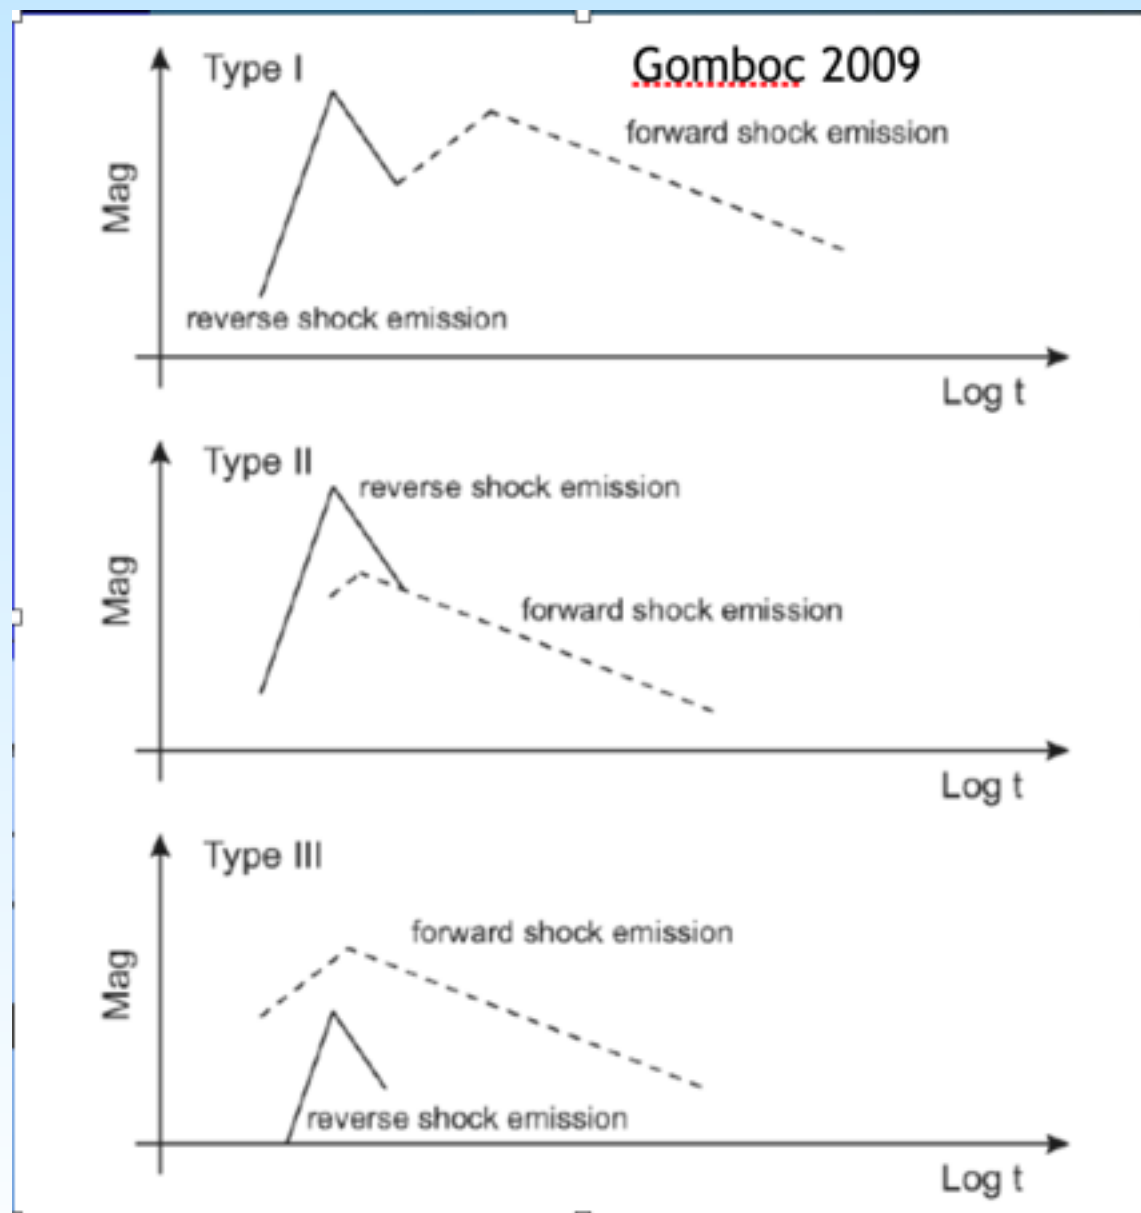 Type I
Gomboc 2009
forward shock emission
Mag
reverse shock emission
Log t
Type II
reverse shock emission
Mag
forward shock emission
Log t
Type III
forward shock emission
Mag
reverse shock emission
Log t